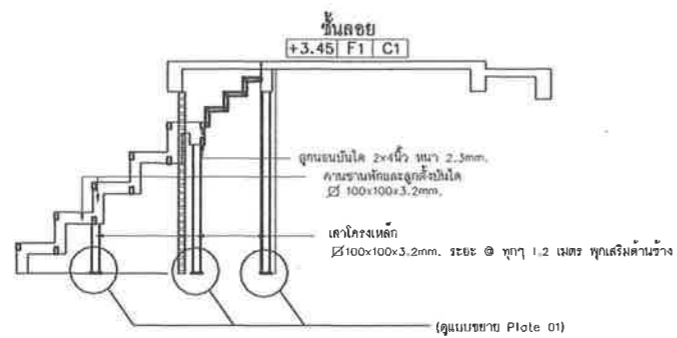 ชั้นลอย
+3.45 F1 C1
ลูกนอนบันได 2x4นิ้ว หนา 2.3mm.
คานชานพักและลูกตั้งบันได
⍁ 100x100x3.2mm.
เสาโครงเหล็ก
⍁100x100x3.2mm. ระยะ @ ทุกๆ 1.2 เมตร พุกเสริมด้านข้าง
(ดูแบบขยาย Plate 01)